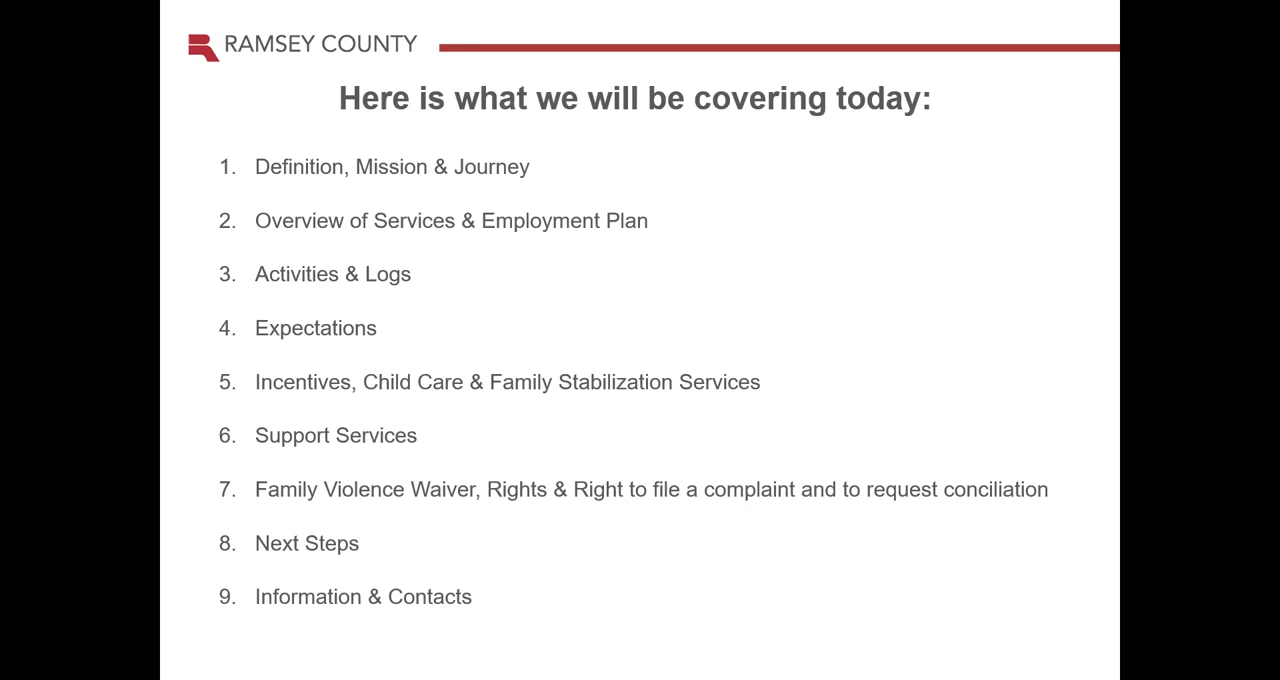 RAMSEY COUNTY
Here is what we will be covering today:
1. Definition, Mission & Journey
2. Overview of Services & Employment Plan
3. Activities & Logs
4. Expectations
5. Incentives, Child Care & Family Stabilization Services
6. Support Services
7. Family Violence Waiver, Rights & Right to file a complaint and to request conciliation
8. Next Steps
9. Information & Contacts